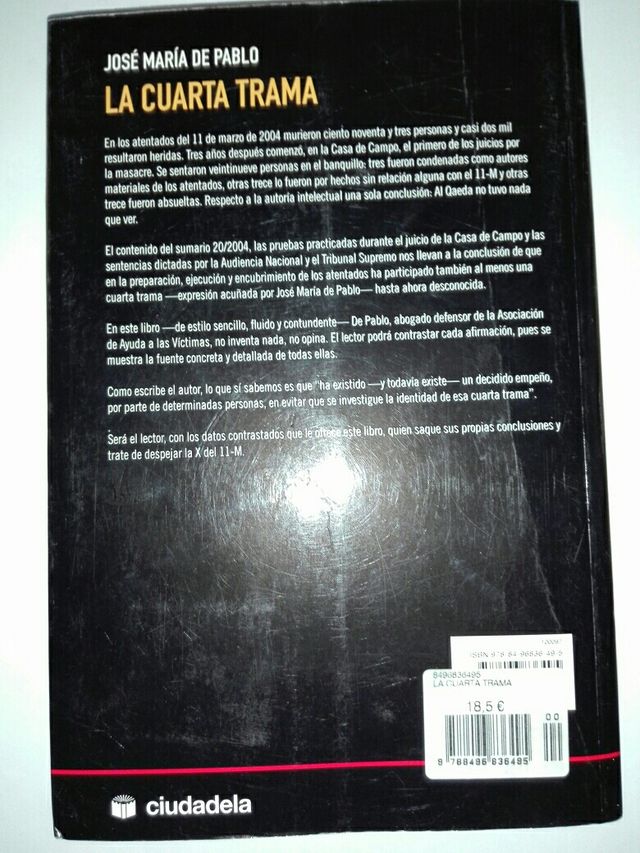 JOSÉ MARÍA DE PABLO
LA CUARTA TRAMA
En los atentados del 11 de marzo de 2004 murieron ciento noventa y tres personas y casi dos mil
resultaron heridas. Tres años después comenzó, en la Casa de Campo, el primero de los juicios por
la masacre. Se sentaron veintinueve personas en el banquillo: tres fueron condenadas como autores
materiales de los atentados, otras trece lo fueron por hechos sin relación alguna con el 11-M y otras
trece fueron absueltas. Respecto a la autoría intelectual una sola conclusión: Al Qaeda no tuvo nada
que ver.
El contenido del sumario 20/2004, las pruebas practicadas durante el juicio de la Casa de Campo y las
sentencias dictadas por la Audiencia Nacional y el Tribunal Supremo nos llevan a la conclusión de que
en la preparación, ejecución y encubrimiento de los atentados ha participado también al menos una
cuarta trama —expresión acuñada por José María de Pablo— hasta ahora desconocida.
En este libro —de estilo sencillo, fluido y contundente— De Pablo, abogado defensor de la Asociación
de Ayuda a las Víctimas, no inventa nada, no opina. El lector podrá contrastar cada afirmación, pues se
muestra la fuente concreta y detallada de todas ellas.
Como escribe el autor, lo que sí sabemos es que "ha existido —y todavía existe— un decidido empeño,
por parte de determinadas personas, en evitar que se investigue la identidad de esa cuarta trama".
Será el lector, con los datos contrastados que le ofrece este libro, quien saque sus propias conclusiones y
trate de despejar la X del 11-M.
ISBN 978-84-96836-49-5
8496836495
LA CUARTA TRAMA
18,5 €
00
9 788496 836495
ciudadela